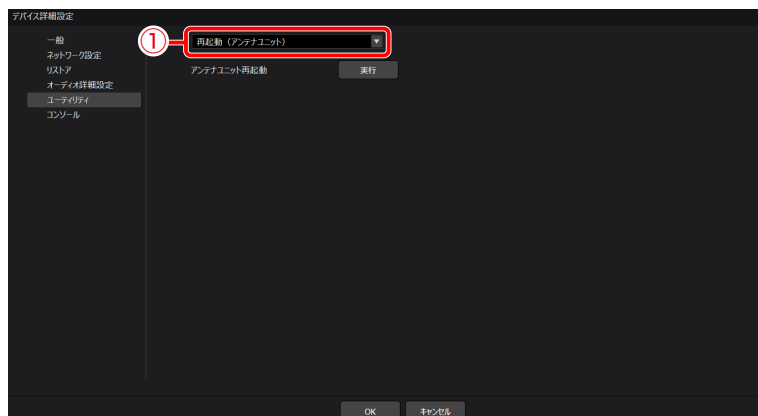 デバイス詳細設定
一般
ネットワーク設定
リストア
オーディオ詳細設定
ユーティリティ
コンソール
①
再起動（アンテナユニット）
アンテナユニット再起動
実行
OK
キャンセル